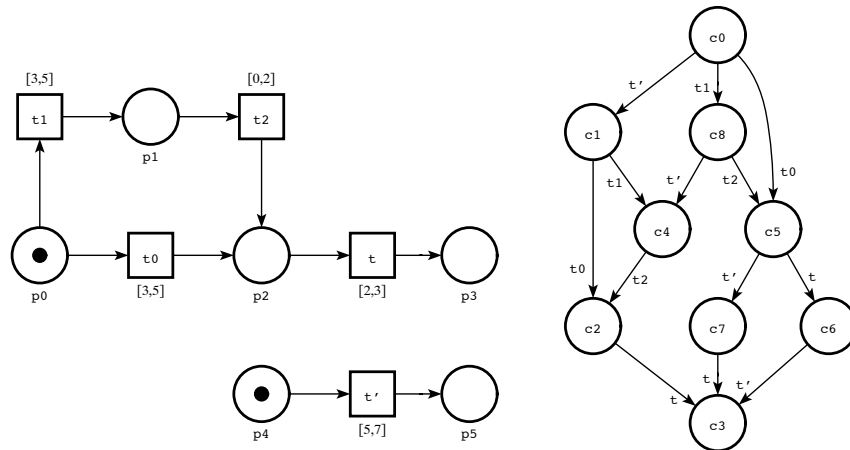 c0
[3,5] [0,2]
t' t1
t1 t2 c1 c8
p1
t1 t' t2 t0
c4 c5
t0 t p0 p2 p3
[3,5] [2,3]
t0 t2 t' t
c2 c7 c6
t'
p4 [5,7] p5
t t t'
c3